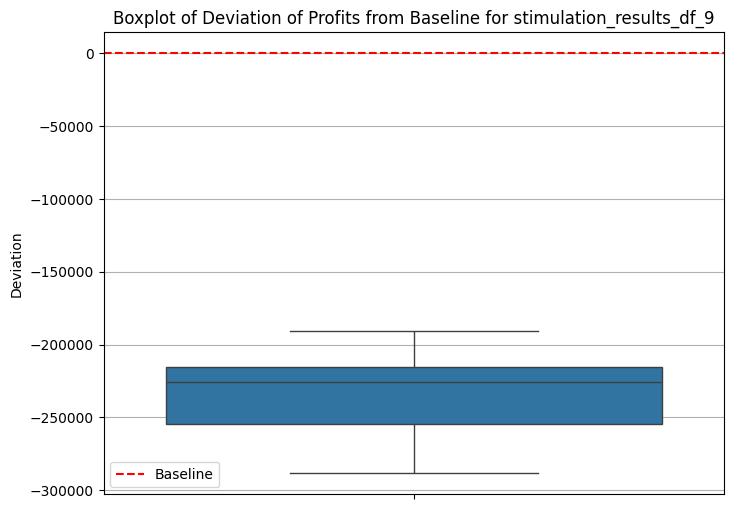 Boxplot of Deviation of Profits from Baseline for stimulation_results_df_9
0
−50000
−100000
−150000
−200000
−250000
−300000
Deviation
Baseline